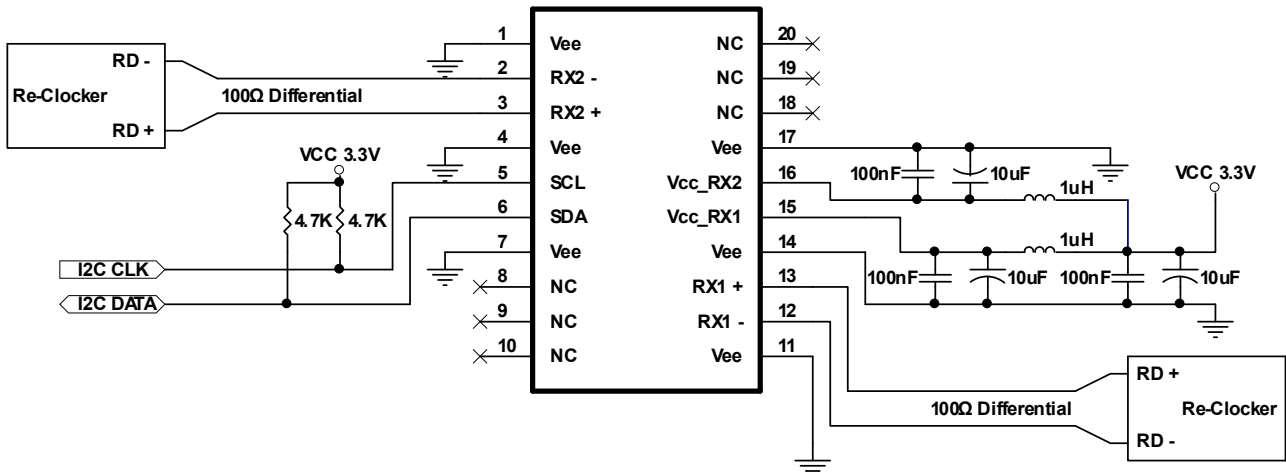 Re-Clocker
RD -
RD +
100Ω Differential
VCC 3.3V
4.7K
4.7K
I2C CLK
I2C DATA
1
2
3
4
5
6
7
8
9
10
Vee
RX2 -
RX2 +
Vee
SCL
SDA
Vee
NC
NC
NC
NC
NC
NC
Vee
Vcc_RX2
Vcc_RX1
Vee
RX1 +
RX1 -
Vee
20
19
18
17
16
15
14
13
12
11
100nF
10uF
1uH
VCC 3.3V
1uH
100nF
10uF
100nF
10uF
100Ω Differential
RD +
Re-Clocker
RD -